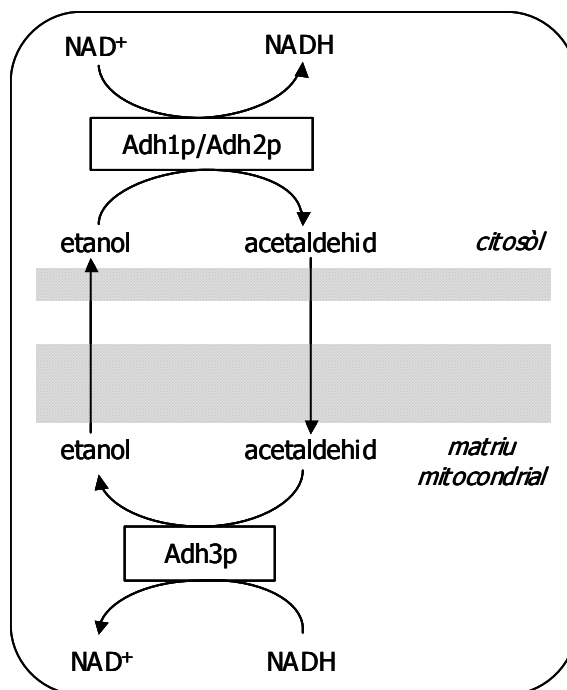 NAD⁺ NADH
Adh1p/Adh2p
etanol acetaldehid citosòl
etanol acetaldehid matriu
mitocondrial
Adh3p
NAD⁺ NADH